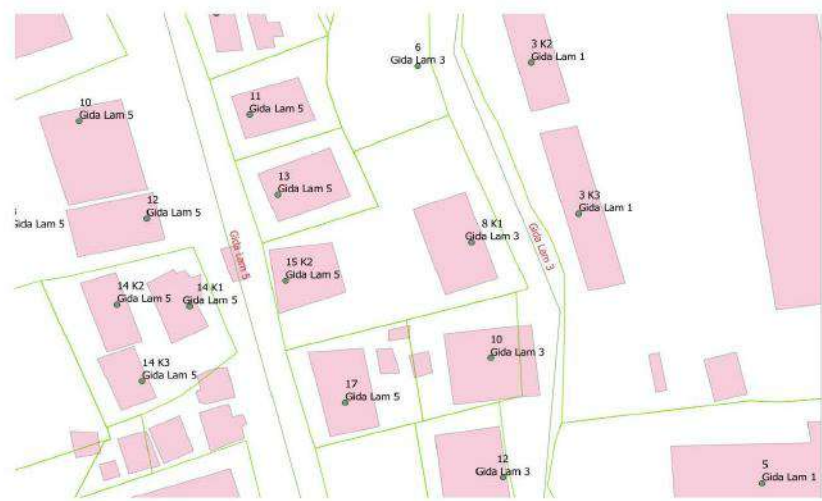 6
Gida Lam 3
3 K2
Gida Lam 1
10
Gida Lam 5
11
Gida Lam 5
13
Gida Lam 5
12
Gida Lam 5
Gida Lam 5
3 K3
Gida Lam 1
8 K1
Gida Lam 3
Gida Lam 5
Gida Lam 3
15 K2
Gida Lam 5
14 K2
Gida Lam 5
14 K1
Gida Lam 5
10
Gida Lam 3
14 K3
Gida Lam 5
17
Gida Lam 5
12
Gida Lam 3
5
Gida Lam 1